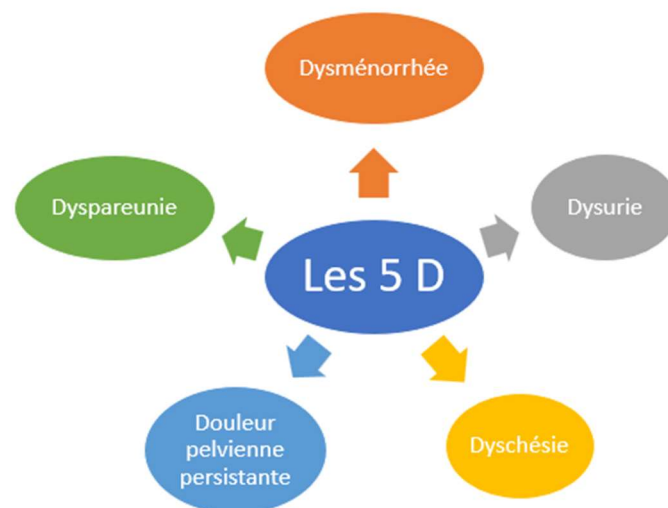 Dysménorrhée
Dyspareunie
Dysurie
Les 5 D
Douleur
pelvienne
persistante
Dyschésie